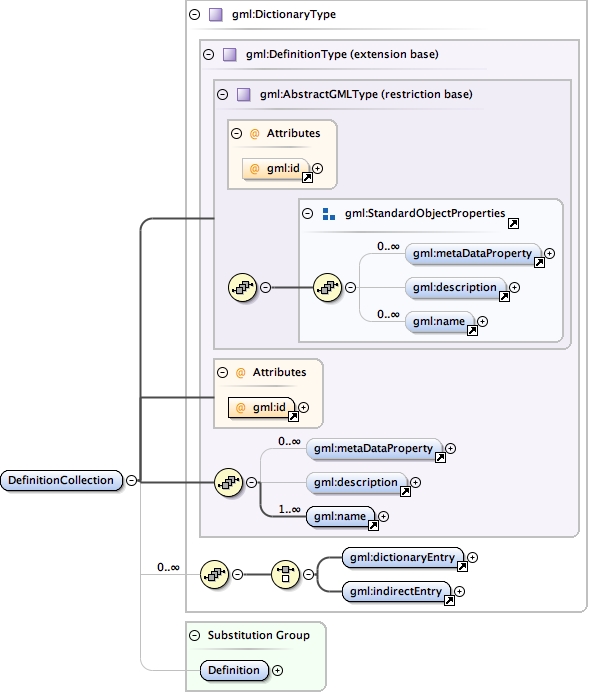 gml:DictionaryType
gml:DefinitionType (extension base)
gml:AbstractGMLType (restriction base)
@ Attributes
@ gml:id
gml:StandardObjectProperties
0..∞
gml:metaDataProperty
gml:description
0..∞
gml:name
@ Attributes
@ gml:id
0..∞
gml:metaDataProperty
DefinitionCollection
gml:description
1..∞
gml:name
0..∞
gml:dictionaryEntry
gml:indirectEntry
Substitution Group
Definition